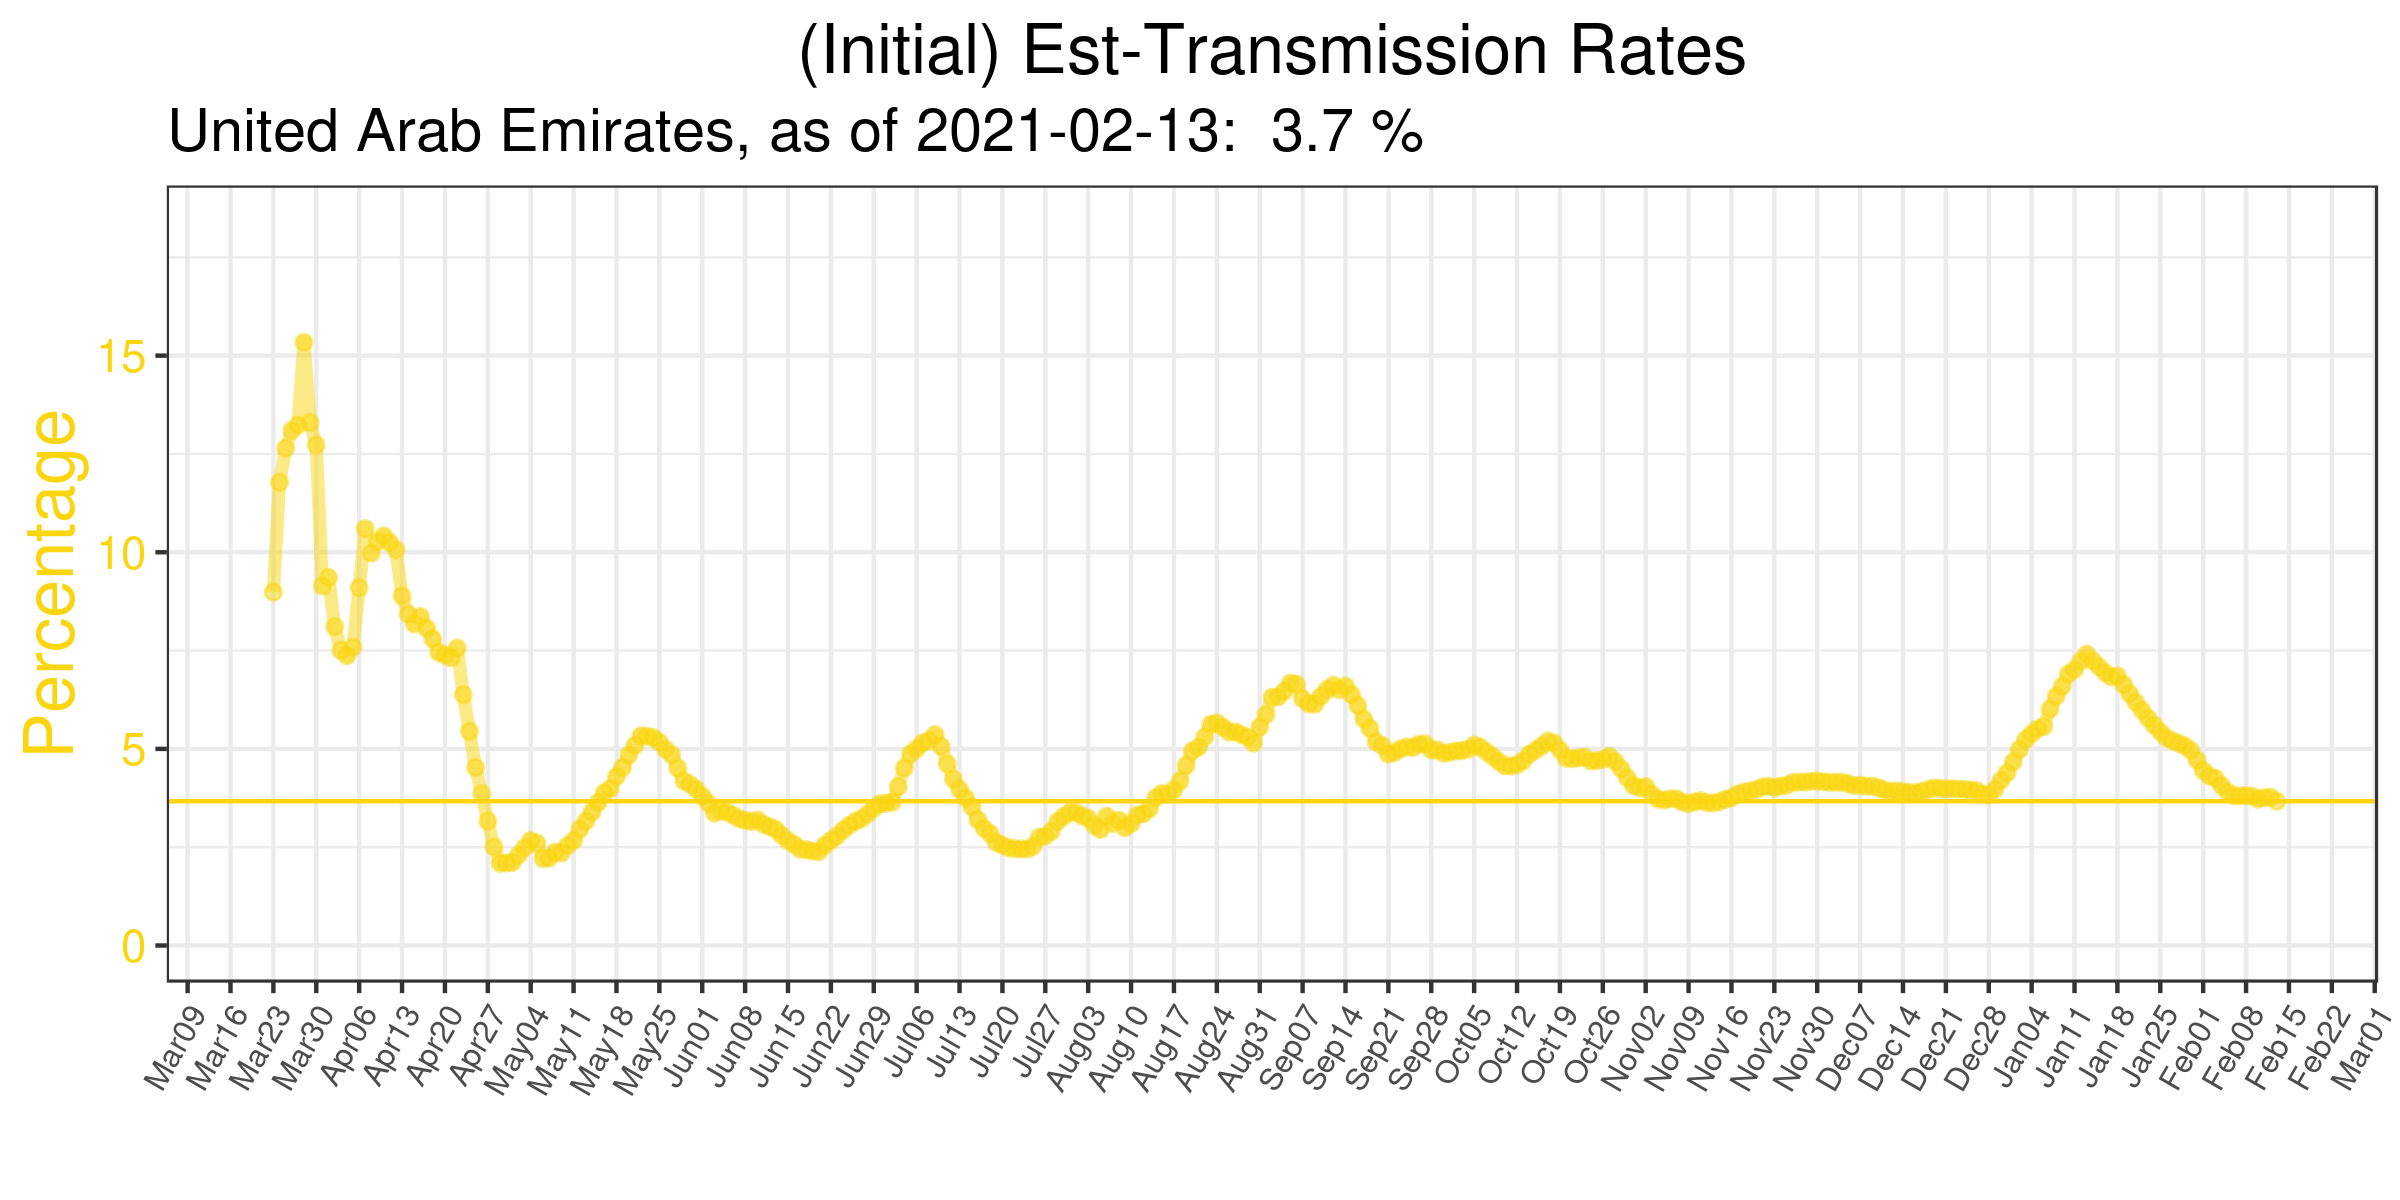 (Initial) Est-Transmission Rates
United Arab Emirates, as of 2021-02-13:  3.7 %
Percentage
15
10
5
0
Mar09
Mar16
Mar23
Mar30
Apr06
Apr13
Apr20
Apr27
May04
May11
May18
May25
Jun01
Jun08
Jun15
Jun22
Jun29
Jul06
Jul13
Jul20
Jul27
Aug03
Aug10
Aug17
Aug24
Aug31
Sep07
Sep14
Sep21
Sep28
Oct05
Oct12
Oct19
Oct26
Nov02
Nov09
Nov16
Nov23
Nov30
Dec07
Dec14
Dec21
Dec28
Jan04
Jan11
Jan18
Jan25
Feb01
Feb08
Feb15
Feb22
Mar01